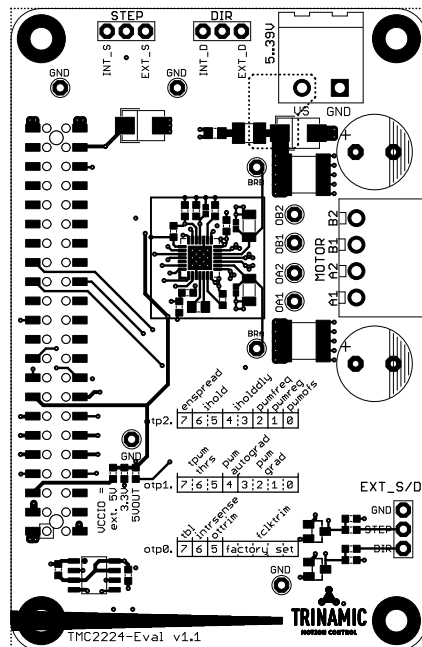 STEP
DIR
INT_S
EXT_S
INT_D
EXT_D
5.39V
GND
GND
VS
GND
BRB
OB2
OB1
OA2
OA1
MOTOR
B2
B1
A2
A1
BRA
enspread
ihold
iholddly
pwmfreq
pwmreg
pwmofs
otp2. 7 6 5 4 3 2 1 0
GND
tpwm
thrs
pwm
autograd
pwm
grad
otp1. 7 6 5 4 3 2 1 0
VCCIO =
ext. 5V
3.3V
5VOUT
tbl
intrsense
ottrim
fclktrim
otp0. 7 6 5 factory set
EXT_S/D
GND
STEP
DIR
GND
TRINAMIC
MOTION CONTROL
TMC2224-Eval v1.1